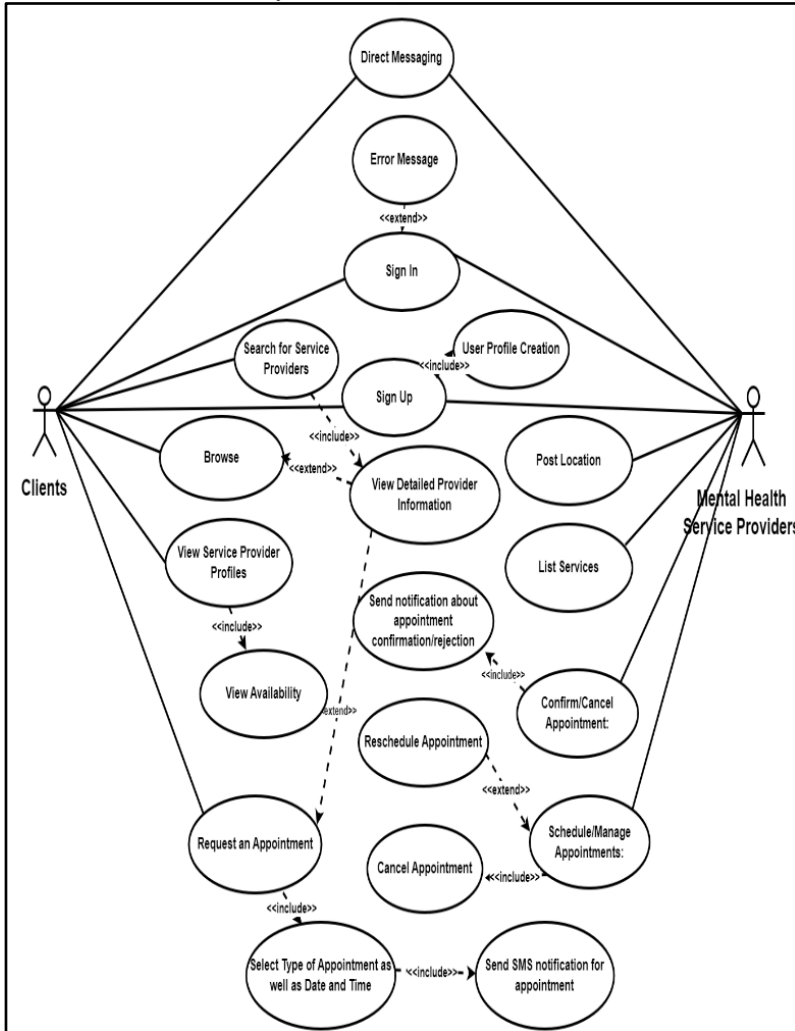 Direct Messaging
Error Message
<<extend>>
Sign In
Search for Service
Providers
User Profile Creation
<<include>>
Sign Up
<<include>>
Browse
<<extend>>
View Detailed Provider
Information
Post Location
Clients
Mental Health
Service Providers
View Service Provider
Profiles
List Services
Send notification about
appointment
confirmation/rejection
<<include>>
View Availability
<<include>>
Confirm/Cancel
Appointment:
extend>>
Reschedule Appointment
<<extend>>
Request an Appointment
Schedule/Manage
Appointments:
Cancel Appointment
<<include>>
<<include>>
Select Type of Appointment as
well as Date and Time
<<include>>
Send SMS notification for
appointment